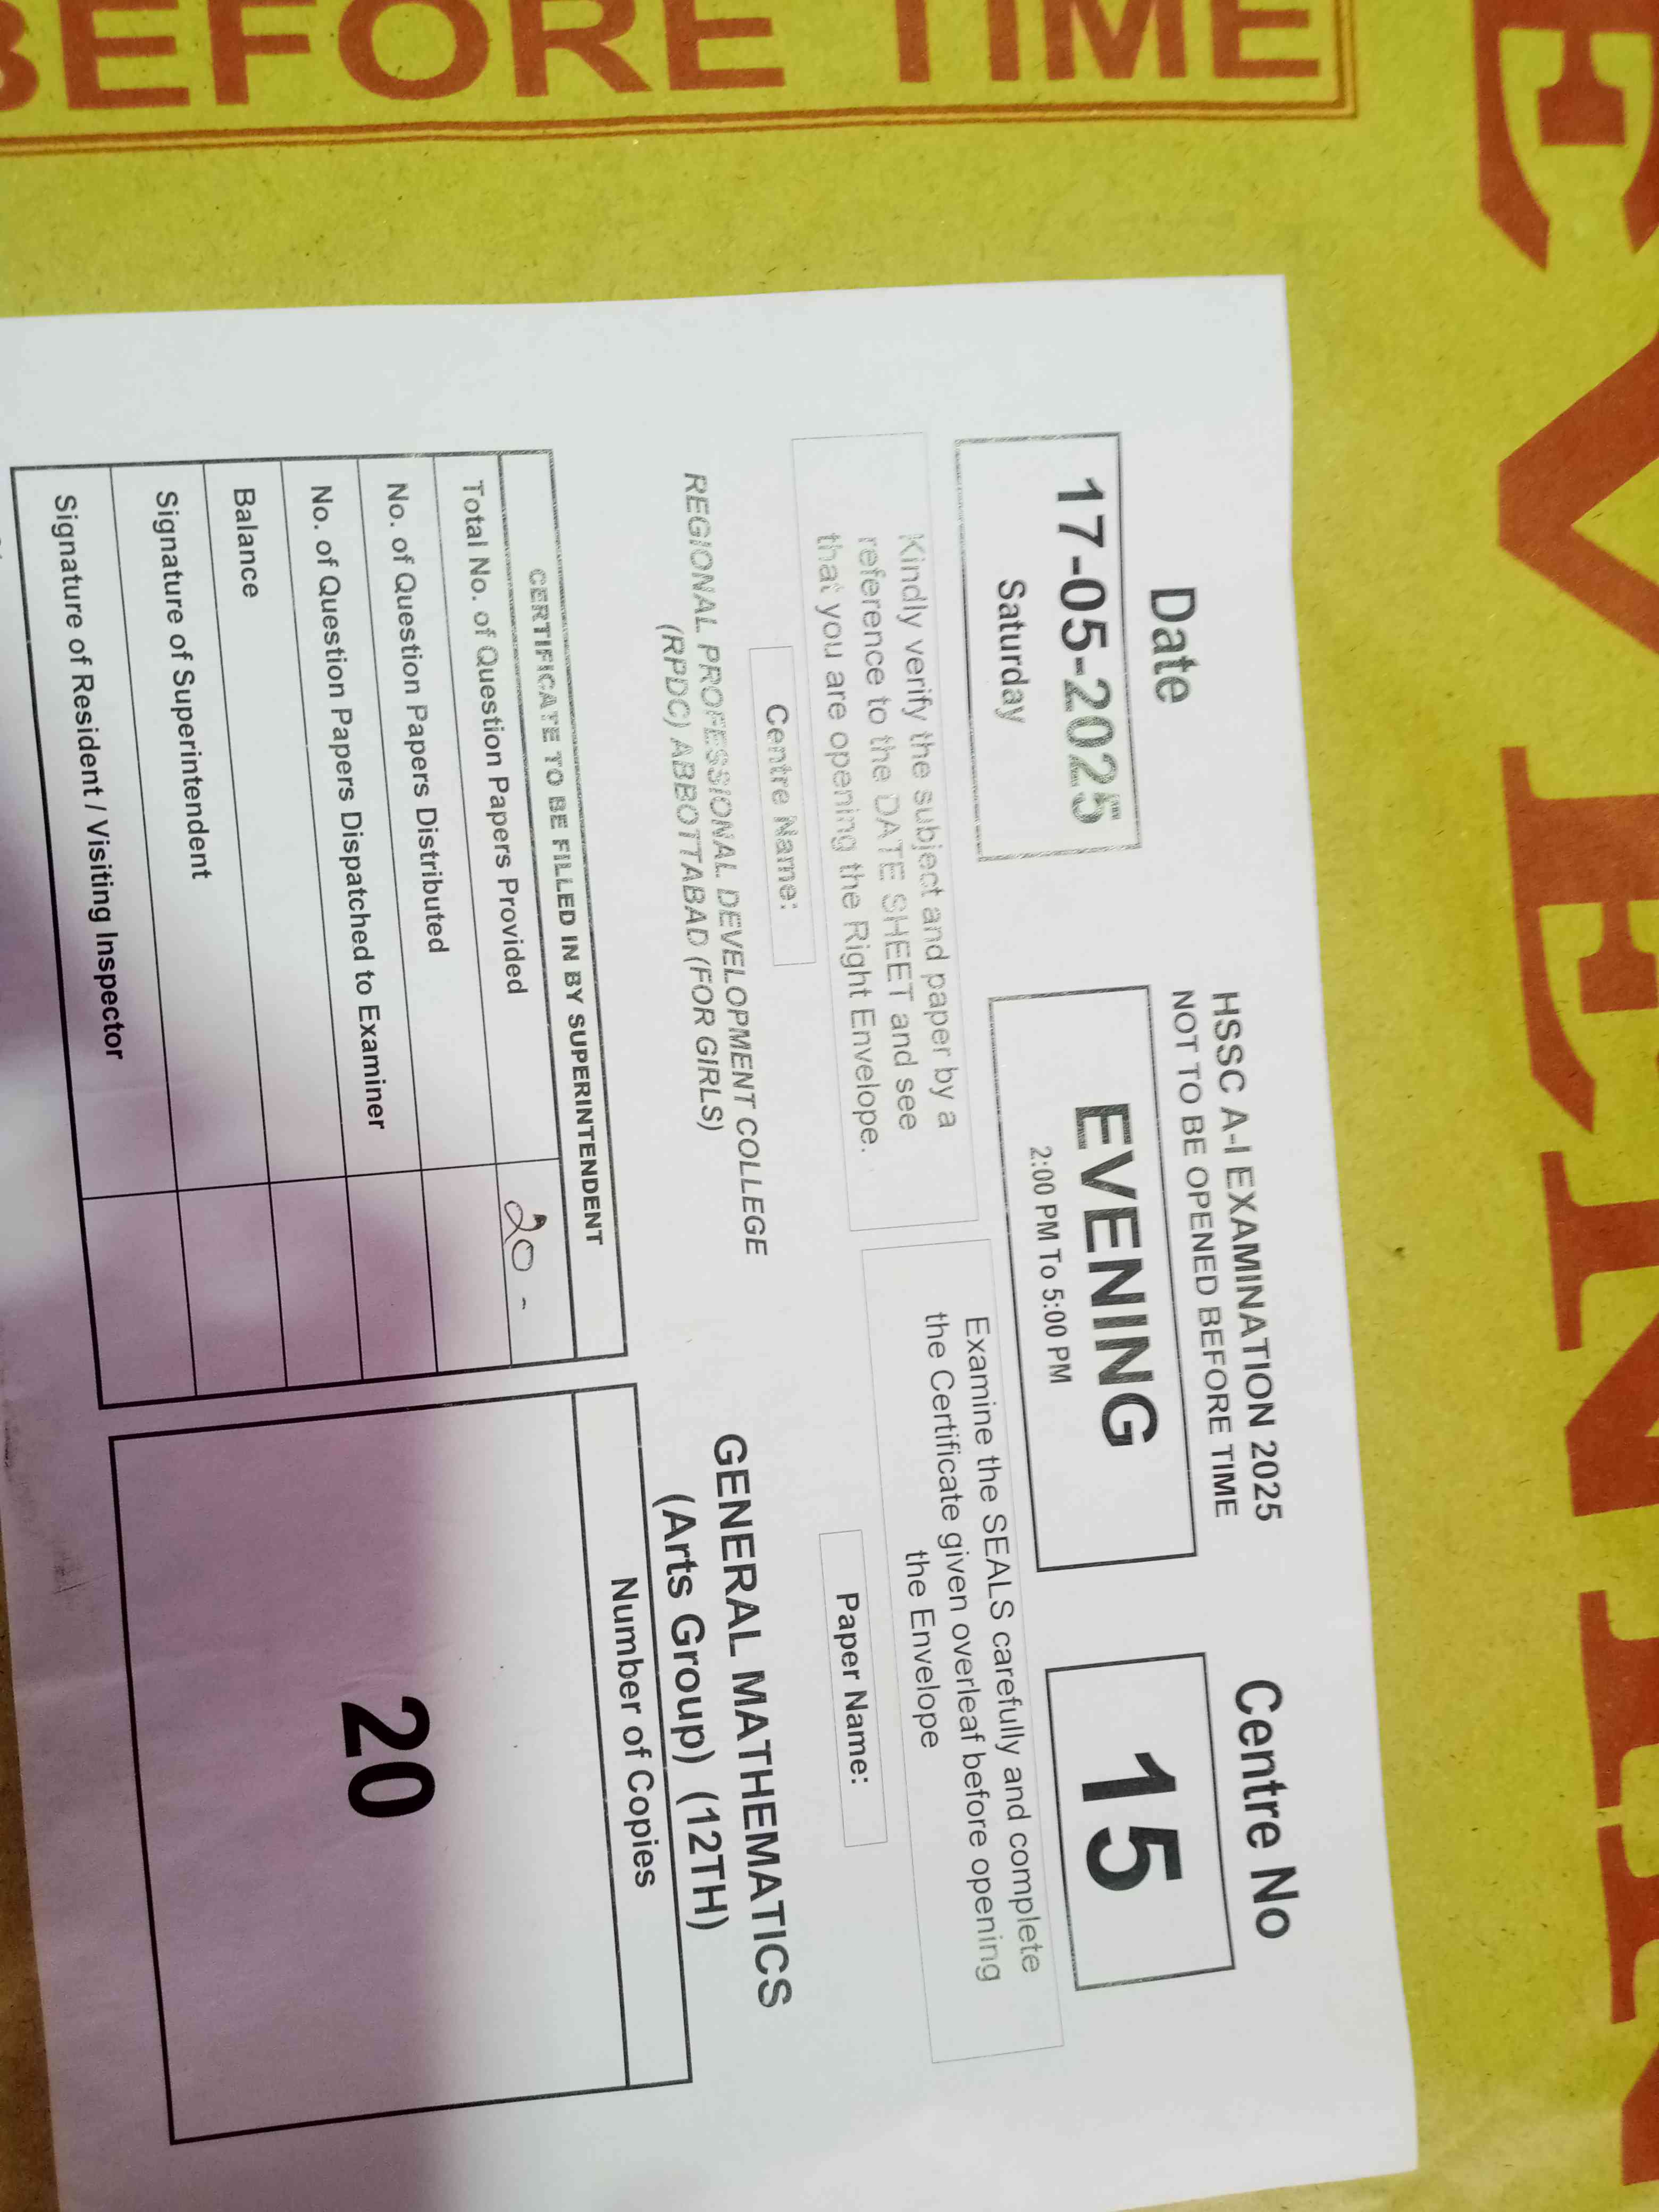 BEFORE TIME
EVENIN
Date
17-05-2025
Saturday
HSSC A-I EXAMINATION 2025
NOT TO BE OPENED BEFORE TIME
EVENING
2:00 PM To 5:00 PM
Centre No
15
Kindly verify the subject and paper by a
reference to the DATE SHEET and see
that you are opening the Right Envelope.
Examine the SEALS carefully and complete
the Certificate given overleaf before opening
the Envelope
Centre Name:
REGIONAL PROFESSIONAL DEVELOPMENT COLLEGE
(RPDC) ABBOTTABAD (FOR GIRLS)
Paper Name:
GENERAL MATHEMATICS
(Arts Group) (12TH)
CERTIFICATE TO BE FILLED IN BY SUPERINTENDENT
Total No. of Question Papers Provided 20 -
No. of Question Papers Distributed
No. of Question Papers Dispatched to Examiner
Balance
Signature of Superintendent
Signature of Resident / Visiting Inspector
Number of Copies
20